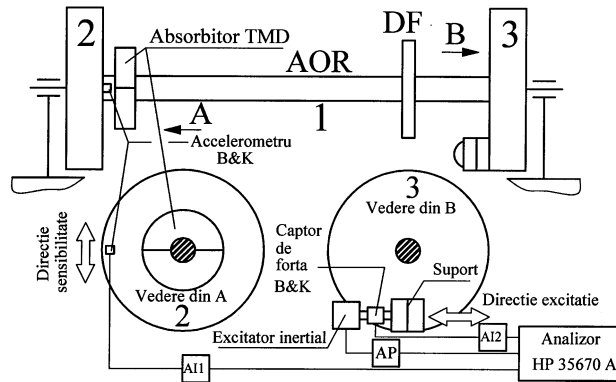 2
Absorbitor TMD
DF
B
3
AOR
A
1
Accelerometru
B&K
3
Vedere din B
Directie
sensibilitate
Captor
de
forta
B&K
Suport
Vedere din A
2
Directie excitatie
Excitator inertial
AI2
AP
Analizor
HP 35670 A
AI1